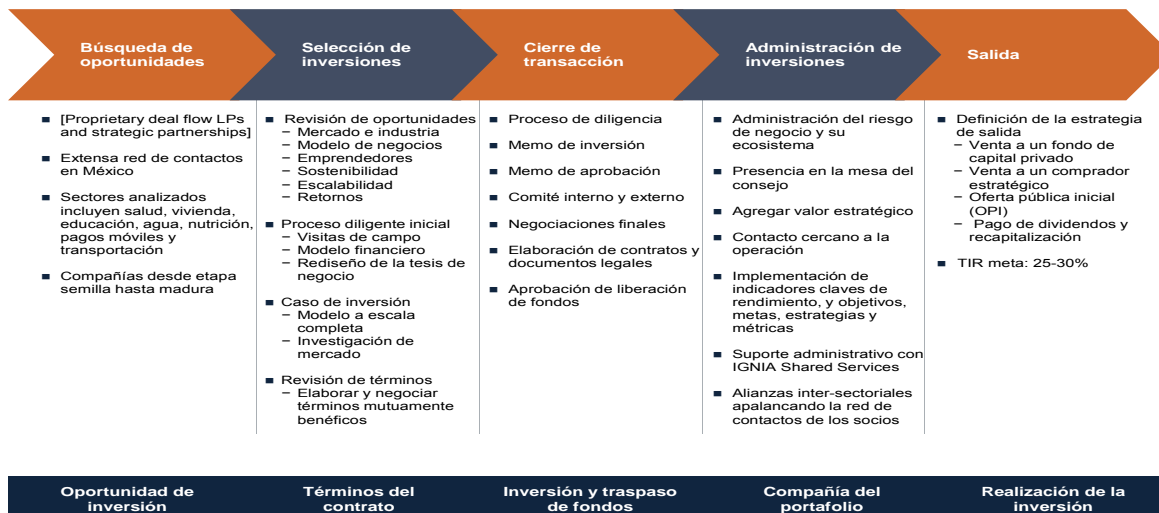 Búsqueda de
oportunidades
Selección de
inversiones
Cierre de
transacción
Administración de
inversiones
Salida
[Proprietary deal flow LPs
and strategic partnerships]
Extensa red de contactos
en México
Sectores analizados
incluyen salud, vivienda,
educación, agua, nutrición,
pagos móviles y
transportación
Compañías desde etapa
semilla hasta madura
Revisión de oportunidades
− Mercado e industria
− Modelo de negocios
− Emprendedores
− Sostenibilidad
− Escalabilidad
− Retornos
Proceso diligente inicial
− Visitas de campo
− Modelo financiero
− Rediseño de la tesis de
negocio
Caso de inversión
− Modelo a escala
completa
− Investigación de
mercado
Revisión de términos
− Elaborar y negociar
términos mutuamente
benéficos
Proceso de diligencia
Memo de inversión
Memo de aprobación
Comité interno y externo
Negociaciones finales
Elaboración de contratos y
documentos legales
Aprobación de liberación
de fondos
Administración del riesgo
de negocio y su
ecosistema
Presencia en la mesa del
consejo
Agregar valor estratégico
Contacto cercano a la
operación
Implementación de
indicadores claves de
rendimiento, y objetivos,
metas, estrategias y
métricas
Suporte administrativo con
IGNIA Shared Services
Alianzas inter-sectoriales
apalancando la red de
contactos de los socios
Definición de la estrategia
de salida
− Venta a un fondo de
capital privado
− Venta a un comprador
estratégico
− Oferta pública inicial
(OPI)
− Pago de dividendos y
recapitalización
TIR meta: 25-30%
Oportunidad de
inversión
Términos del
contrato
Inversión y traspaso
de fondos
Compañía del
portafolio
Realización de la
inversión